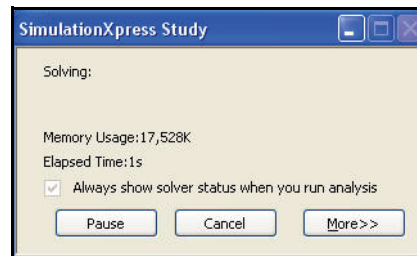 SimulationXpress Study
Solving:
Memory Usage:17,528K
Elapsed Time:1s
Always show solver status when you run analysis
Pause Cancel More>>